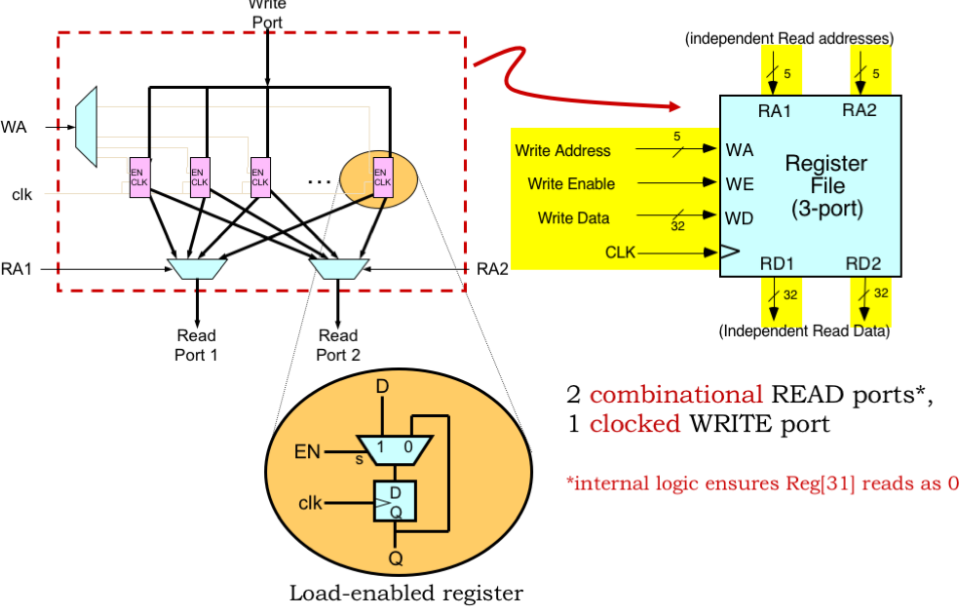 Write
Port
WA
clk
EN
CLK
EN
CLK
EN
CLK
...
EN
CLK
RA1
RA2
Read
Port 1
Read
Port 2
D
1 0
EN
s
clk
D
Q
Q
Load-enabled register
(independent Read addresses)
5
5
RA1
RA2
Write Address
5
WA
Write Enable
WE
Write Data
32
WD
CLK
Register
File
(3-port)
RD1
RD2
32
32
(Independent Read Data)
2 combinational READ ports*,
1 clocked WRITE port
*internal logic ensures Reg[31] reads as 0